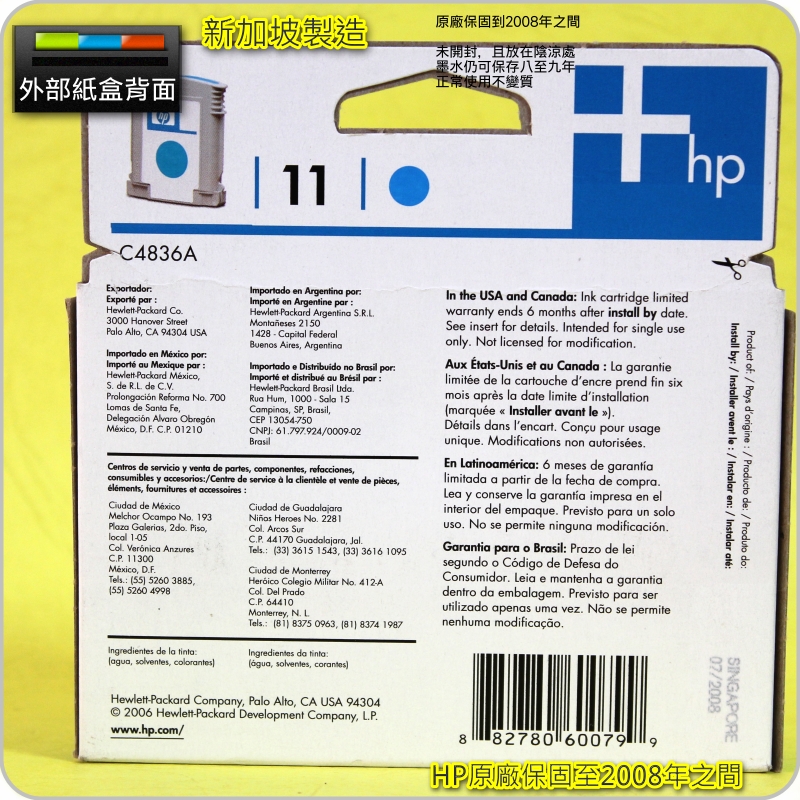 外部紙盒背面
新加坡製造
原廠保固到2008年之間
未開封，且放在陰涼處
墨水仍可保存八至九年
正常使用不變質
hp
11
hp
C4836A
Exportador:
Exporté par :
Hewlett-Packard Co.
3000 Hanover Street
Palo Alto, CA 94304 USA
Importado en México por:
Importé au Mexique par :
Hewlett-Packard México,
S. de R.L. de C.V.
Prolongación Reforma No. 700
Lomas de Santa Fe,
Delegación Alvaro Obregón
México, D.F. C.P. 01210
Importado en Argentina por:
Importé en Argentine par :
Hewlett-Packard Argentina S.R.L.
Montañeses 2150
1428 - Capital Federal
Buenos Aires, Argentina
Importado e Distribuído no Brasil por:
Importé et distribué au Brésil par :
Hewlett-Packard Brasil Ltda.
Rua Hum, 1000 - Sala 15
Campinas, SP, Brasil,
CEP 13054-750
CNPJ: 61.797.924/0009-02
Brasil
Centros de servicio y venta de partes, componentes, refacciones,
consumibles y accesorios:/Centre de service à la clientèle et vente de pièces,
éléments, fournitures et accessoires :
Ciudad de México
Melchor Ocampo No. 193
Plaza Galerias, 2do. Piso,
local 1-05
Col. Verónica Anzures
C.P. 11300
México, D.F.
Tels.: (55) 5260 3885,
(55) 5260 4998
Ciudad de Guadalajara
Niñas Heroes No. 2281
Col. Arcos Sur
C.P. 44170 Guadalajara, Jal.
Tels.: (33) 3615 1543, (33) 3616 1095
Ciudad de Monterrey
Heróico Colegio Militar No. 412-A
Col. Del Prado
C.P. 64410
Monterrey, N. L.
Tels.: (81) 8375 0963, (81) 8374 1987
Ingredientes de la tinta:
(agua, solventes, colorantes)
Ingredientes da tinta:
(água, solventes, corantes)
Hewlett-Packard Company, Palo Alto, CA USA 94304
© 2006 Hewlett-Packard Development Company, L.P.
www.hp.com/
In the USA and Canada: Ink cartridge limited
warranty ends 6 months after install by date.
See insert for details. Intended for single use
only. Not licensed for modification.
Aux États-Unis et au Canada : La garantie
limitée de la cartouche d'encre prend fin six
mois après la date limite d'installation
(marquée « Installer avant le »).
Détails dans l'encart. Conçu pour usage
unique. Modifications non autorisées.
En Latinoamérica: 6 meses de garantía
limitada a partir de la fecha de compra.
Lea y conserve la garantía impresa en el
interior del empaque. Previsto para un solo
uso. No se permite ninguna modificación.
Garantia para o Brasil: Prazo de lei
segundo o Código de Defesa do
Consumidor. Leia e mantenha a garantia
dentro da embalagem. Previsto para ser
utilizado apenas uma vez. Não se permite
nenhuma modificação.
Product of: / Pays d'origine : / Producto de: / Produto do:
Install by: / Installer avant le : / Instalar en: / Instalar até:
SINGAPORE
07/2008
8 82780 60079 9
HP原廠保固至2008年之間